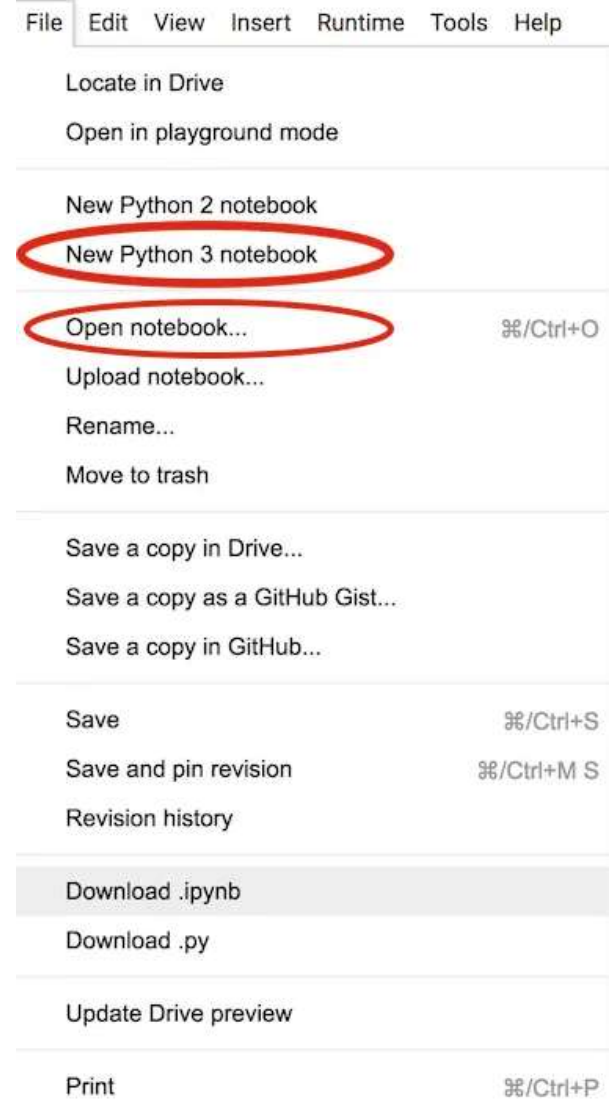 File Edit View Insert Runtime Tools Help
Locate in Drive
Open in playground mode
New Python 2 notebook
New Python 3 notebook
Open notebook... ⌘/Ctrl+O
Upload notebook...
Rename...
Move to trash
Save a copy in Drive...
Save a copy as a GitHub Gist...
Save a copy in GitHub...
Save ⌘/Ctrl+S
Save and pin revision ⌘/Ctrl+M S
Revision history
Download .ipynb
Download .py
Update Drive preview
Print ⌘/Ctrl+P